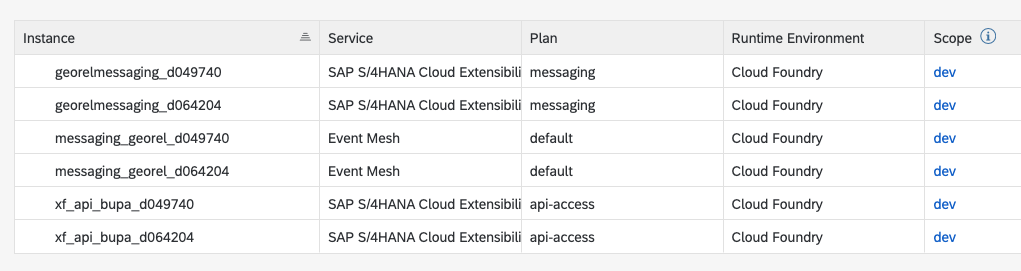 Instance Service Plan Runtime Environment Scope
georelmessaging_d049740 SAP S/4HANA Cloud Extensibili messaging Cloud Foundry dev
georelmessaging_d064204 SAP S/4HANA Cloud Extensibili messaging Cloud Foundry dev
messaging_georel_d049740 Event Mesh default Cloud Foundry dev
messaging_georel_d064204 Event Mesh default Cloud Foundry dev
xf_api_bupa_d049740 SAP S/4HANA Cloud Extensibili api-access Cloud Foundry dev
xf_api_bupa_d064204 SAP S/4HANA Cloud Extensibili api-access Cloud Foundry dev